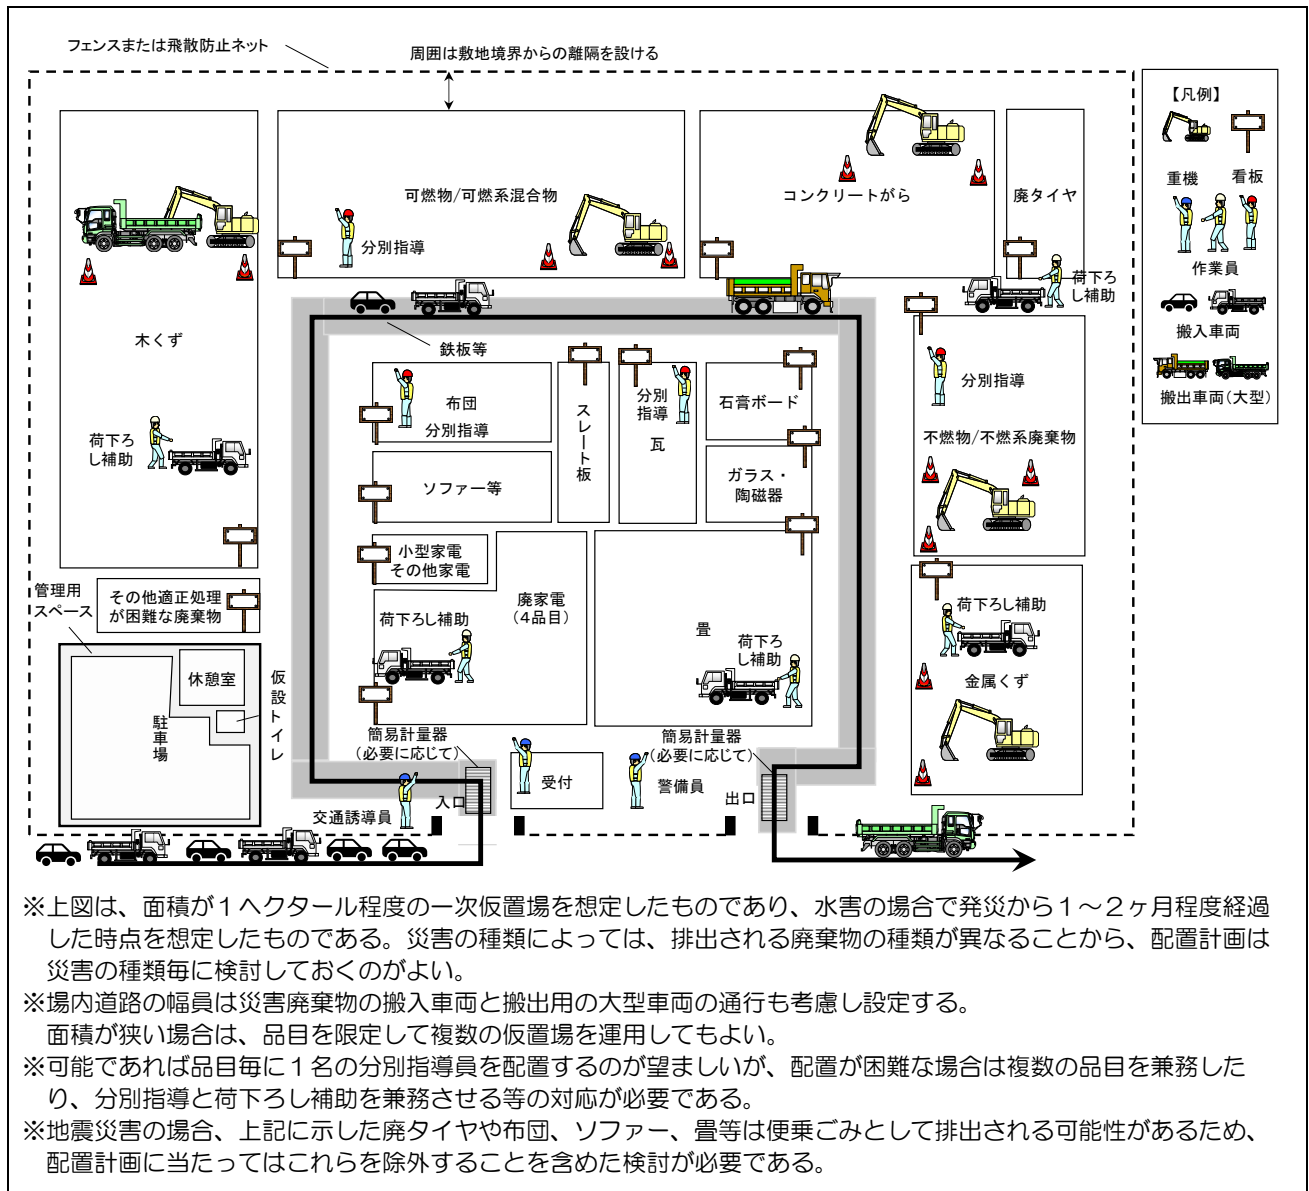 フェンスまたは飛散防止ネット
周囲は敷地境界からの離隔を設ける
【凡例】
重機
看板
作業員
搬入車両
搬出車両(大型)
可燃物/可燃系混合物
分別指導
コンクリートがら
廃タイヤ
荷下ろ
し補助
木くず
鉄板等
布団
分別指導
スレート板
分別
指導
瓦
石膏ボード
分別指導
不燃物/不燃系廃棄物
荷下ろ
し補助
ソファー等
ガラス・
陶磁器
小型家電
その他家電
廃家電
(4品目)
荷下ろし補助
畳
荷下ろ
し補助
荷下ろし補助
金属くず
管理用
スペース
その他適正処理
が困難な廃棄物
休憩室
仮設トイレ
駐車場
簡易計量器
(必要に応じて)
簡易計量器
(必要に応じて)
交通誘導員
入口
受付
警備員
出口
※上図は、面積が1ヘクタール程度の一次仮置場を想定したものであり、水害の場合で発災から1~2ヶ月程度経過
した時点を想定したものである。災害の種類によっては、排出される廃棄物の種類が異なることから、配置計画は
災害の種類毎に検討しておくのがよい。
※場内道路の幅員は災害廃棄物の搬入車両と搬出用の大型車両の通行も考慮し設定する。
面積が狭い場合は、品目を限定して複数の仮置場を運用してもよい。
※可能であれば品目毎に1名の分別指導員を配置するのが望ましいが、配置が困難な場合は複数の品目を兼務した
り、分別指導と荷下ろし補助を兼務させる等の対応が必要である。
※地震災害の場合、上記に示した廃タイヤや布団、ソファー、畳等は便乗ごみとして排出される可能性があるため、
配置計画に当たってはこれらを除外することを含めた検討が必要である。